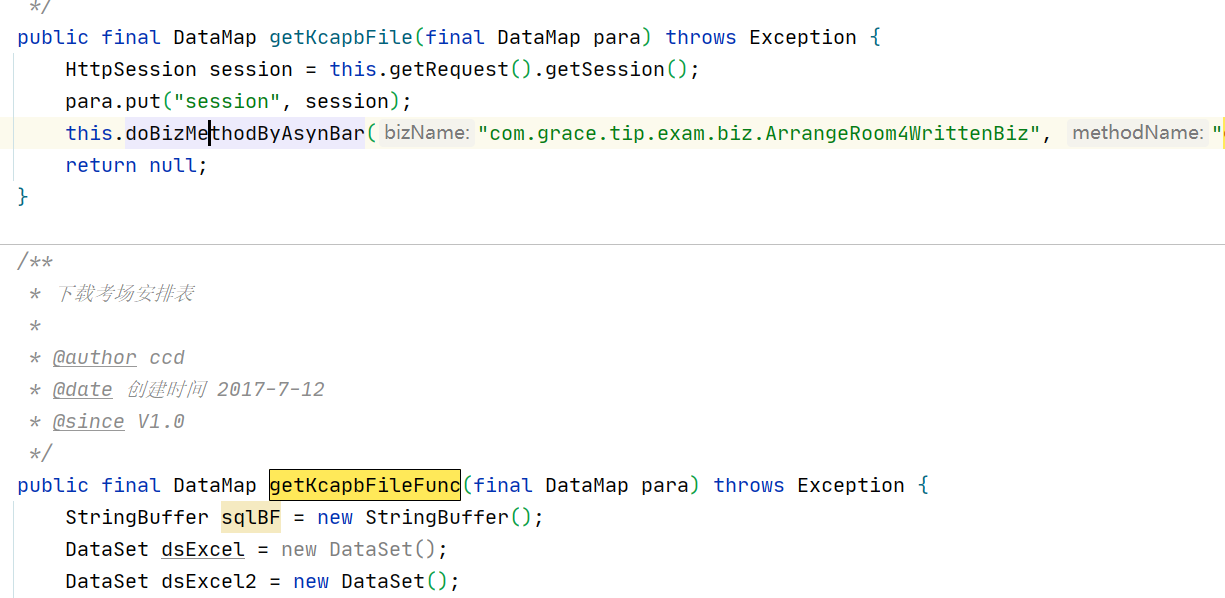 */
public final DataMap getKcapbFile(final DataMap para) throws Exception {
HttpSession session = this.getRequest().getSession();
para.put("session", session);
this.doBizMethodByAsynBar( bizName: "com.grace.tip.exam.biz.ArrangeRoom4WrittenBiz", methodName: "
return null;
}
/**
* 下载考场安排表
*
* @author ccd
* @date 创建时间 2017-7-12
* @since V1.0
*/
public final DataMap getKcapbFileFunc(final DataMap para) throws Exception {
StringBuffer sqlBF = new StringBuffer();
DataSet dsExcel = new DataSet();
DataSet dsExcel2 = new DataSet();